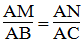 AM/AB = AN/AC